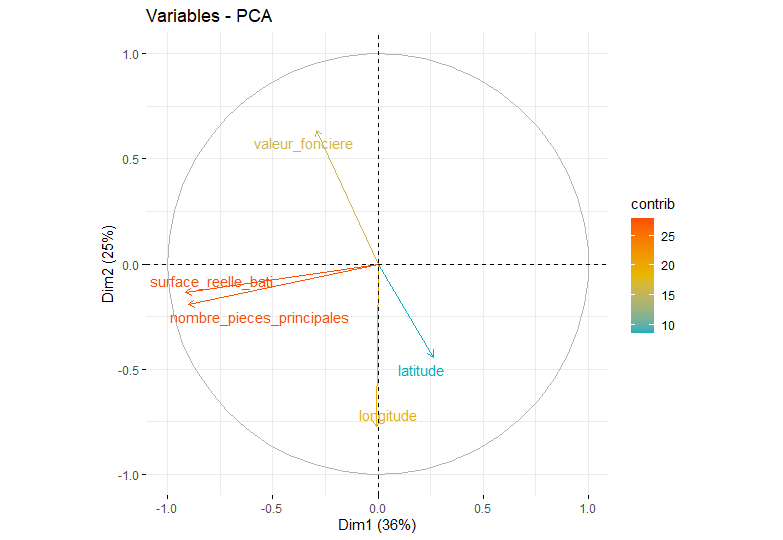 Variables - PCA
1.0
0.5
0.0
-0.5
-1.0
Dim2 (25%)
valeur_fonciere
surface_reelle_bati
nombre_pieces_principales
latitude
longitude
-1.0
-0.5
0.0
0.5
1.0
Dim1 (36%)
contrib
25
20
15
10